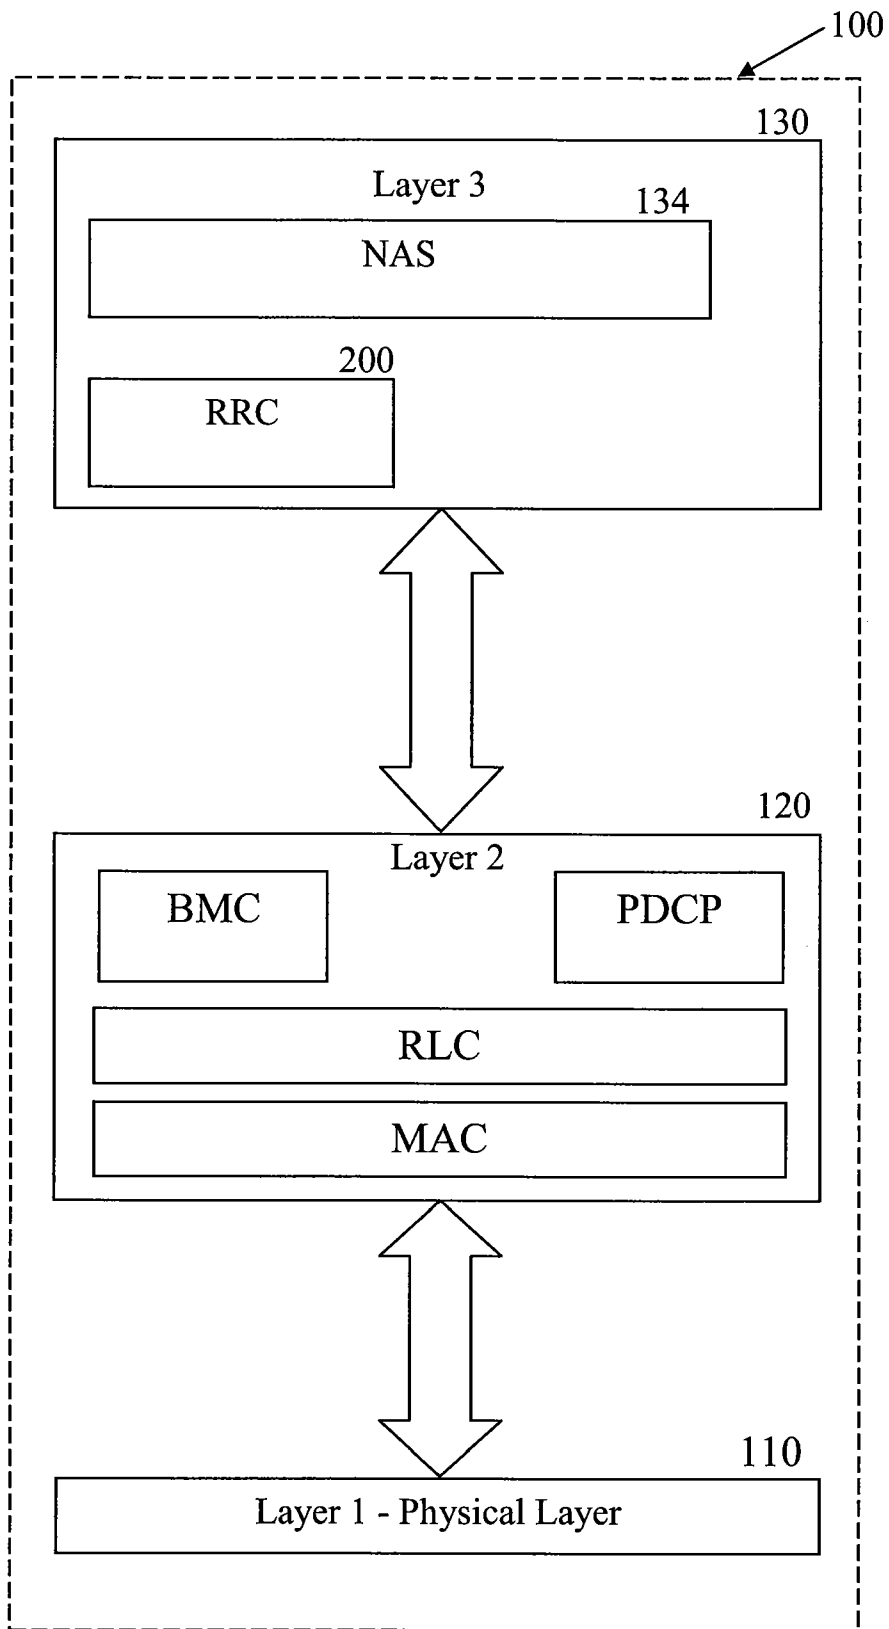 100
130
Layer 3
134
NAS
200
RRC
120
Layer 2
BMC
PDCP
RLC
MAC
110
Layer 1 - Physical Layer